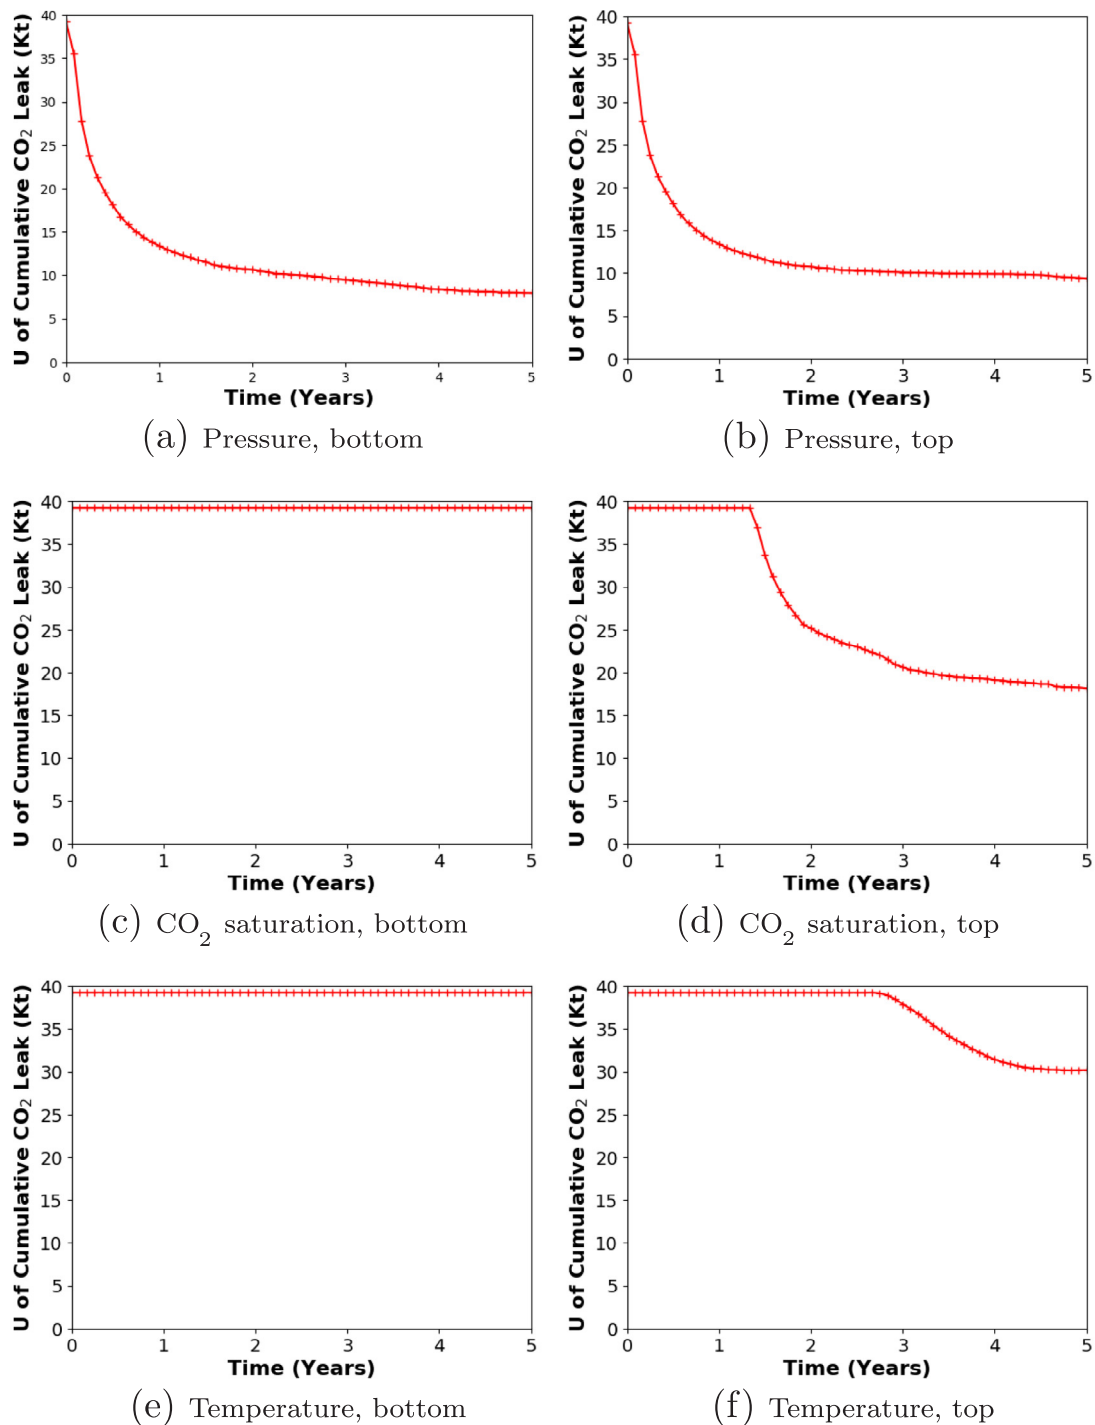 40
35
30
25
20
15
10
5
0
U of Cumulative CO₂ Leak (Kt)
0 1 2 3 4 5
Time (Years)
(a) Pressure, bottom
40
35
30
25
20
15
10
5
0
U of Cumulative CO₂ Leak (Kt)
0 1 2 3 4 5
Time (Years)
(b) Pressure, top
40
35
30
25
20
15
10
5
0
U of Cumulative CO₂ Leak (Kt)
0 1 2 3 4 5
Time (Years)
(c) CO₂ saturation, bottom
40
35
30
25
20
15
10
5
0
U of Cumulative CO₂ Leak (Kt)
0 1 2 3 4 5
Time (Years)
(d) CO₂ saturation, top
40
35
30
25
20
15
10
5
0
U of Cumulative CO₂ Leak (Kt)
0 1 2 3 4 5
Time (Years)
(e) Temperature, bottom
40
35
30
25
20
15
10
5
0
U of Cumulative CO₂ Leak (Kt)
0 1 2 3 4 5
Time (Years)
(f) Temperature, top